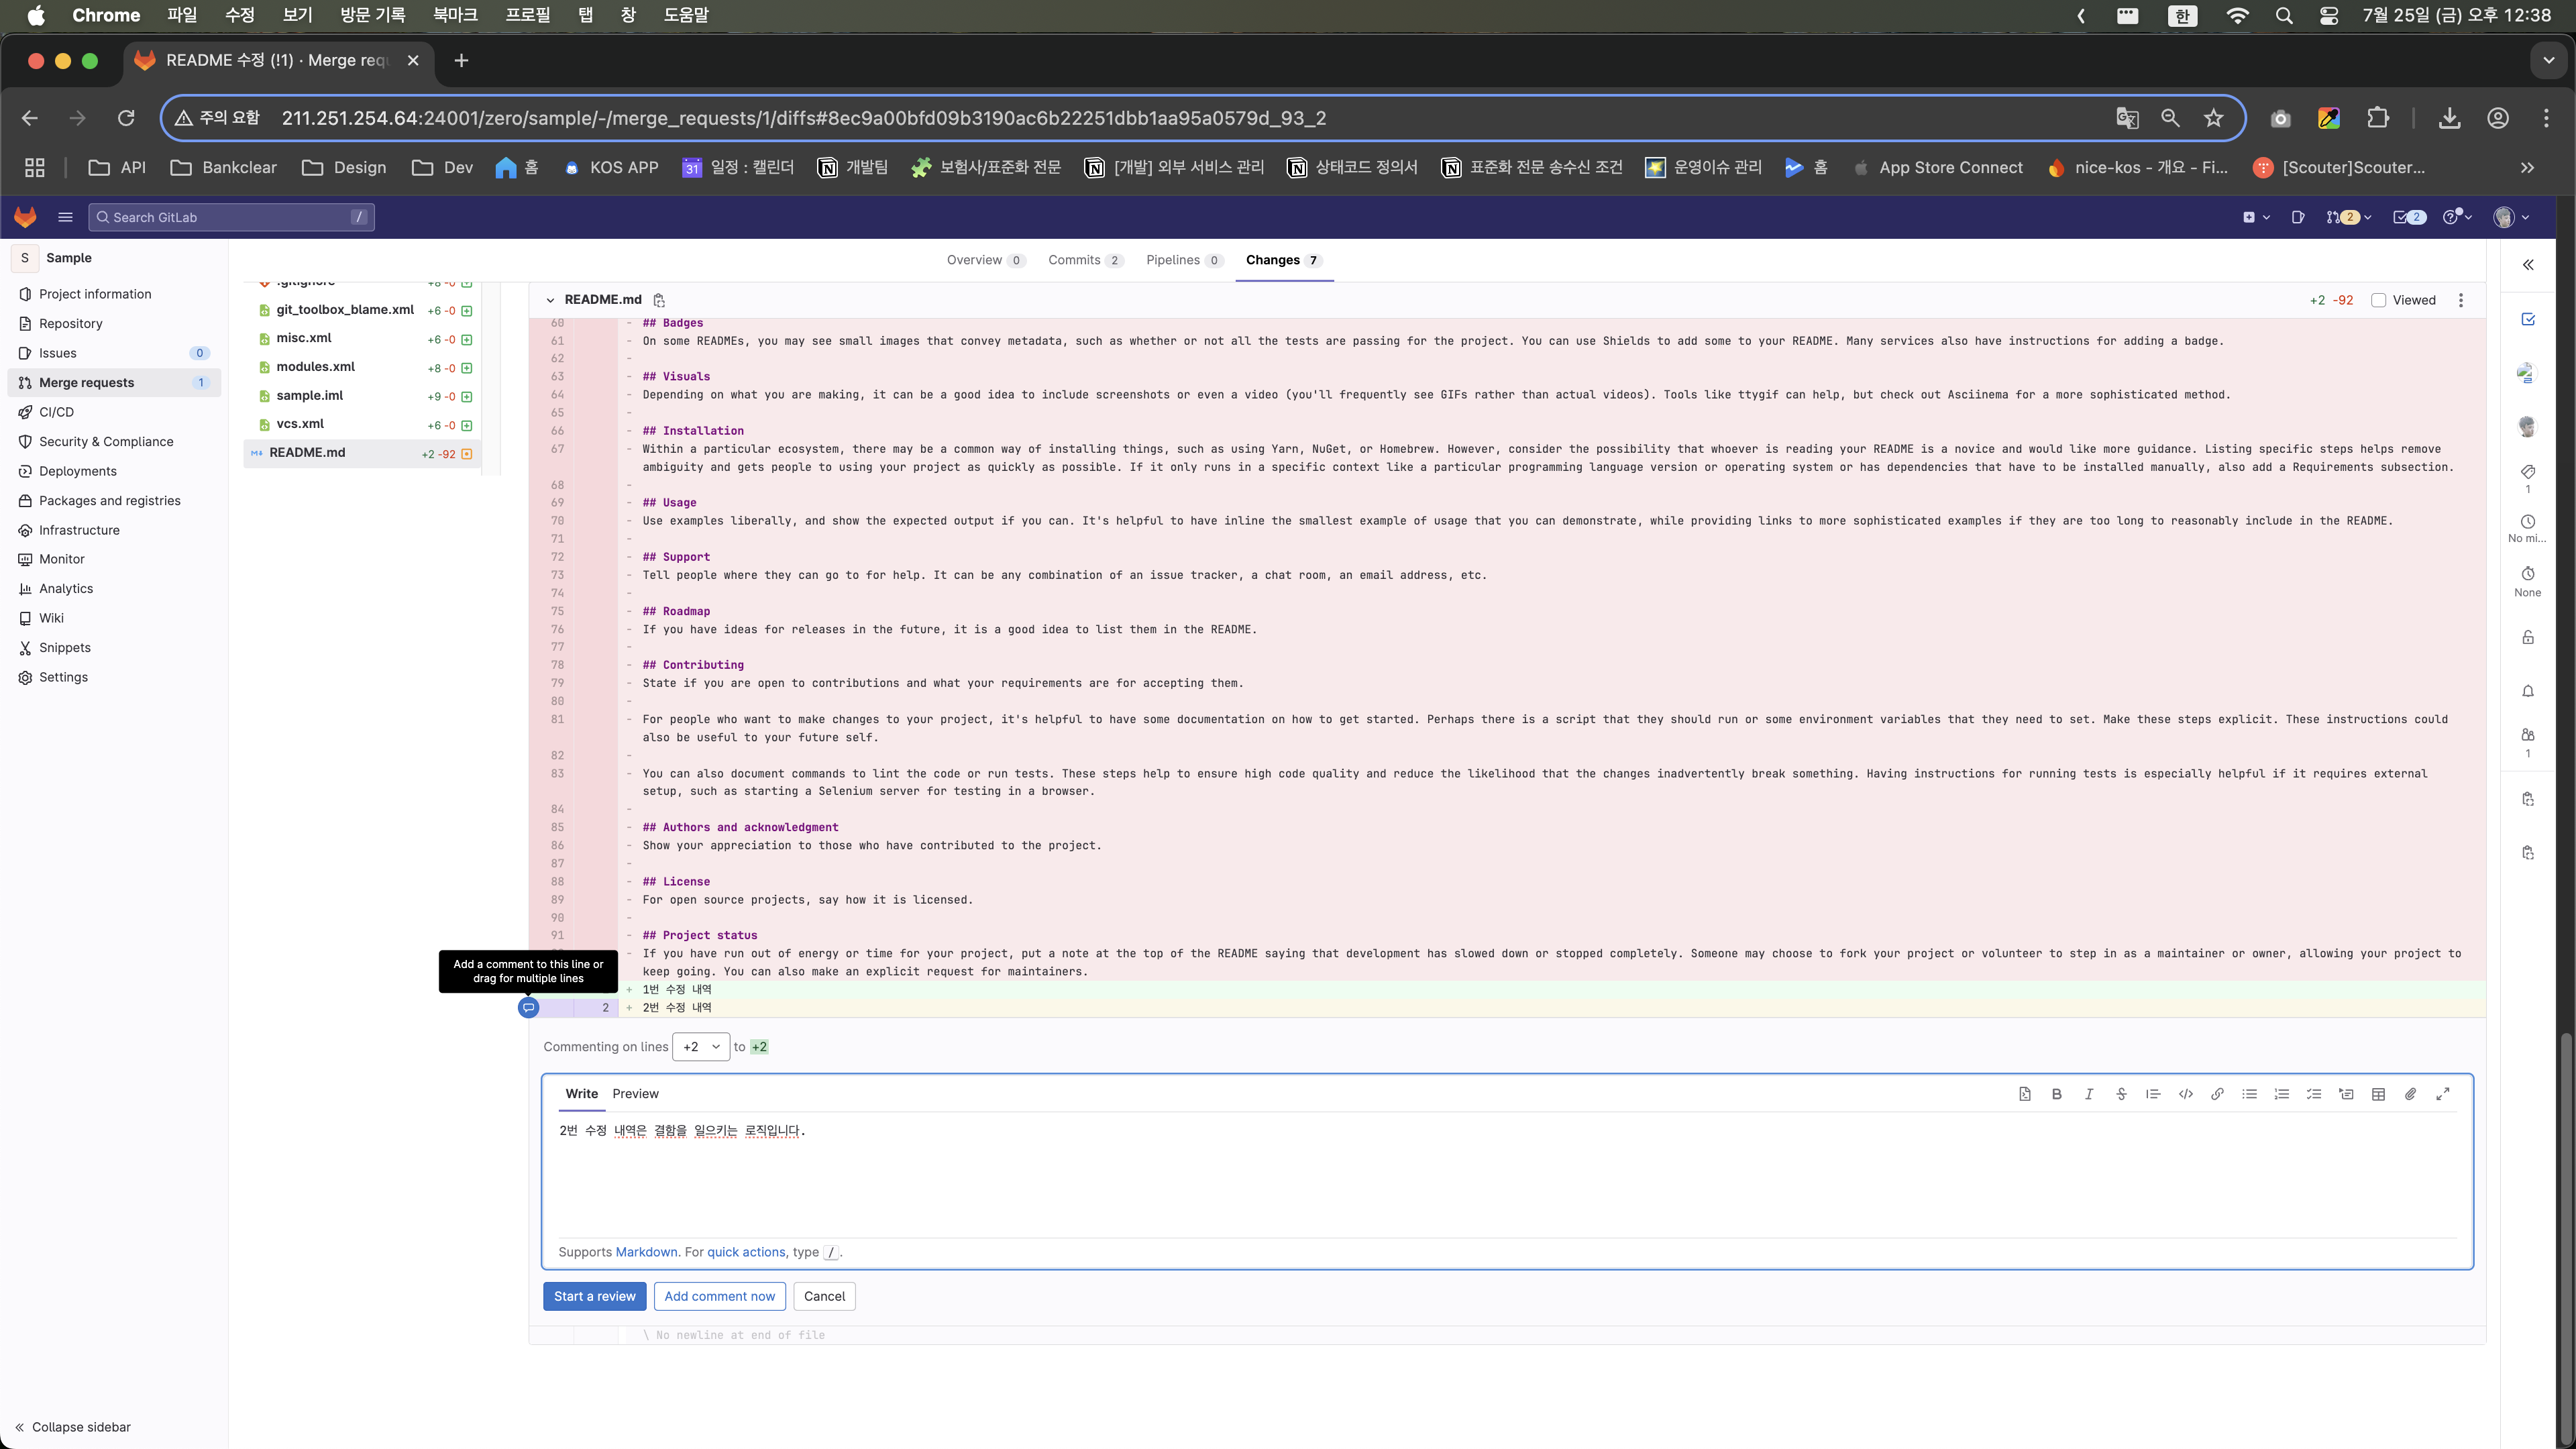 Chrome 파일 수정 보기 방문 기록 북마크 프로필 탭 창 도움말 한 7월 25일 (금) 오후 12:38
README 수정 (!1) · Merge requ
주의 요함 211.251.254.64:24001/zero/sample/-/merge_requests/1/diffs#8ec9a00bfd09b3190ac6b22251dbb1aa95a0579d_93_2
API Bankclear Design Dev 홈 KOS APP 31 일정 : 캘린더 개발팀 보험사/표준화 전문 [개발] 외부 서비스 관리 상태코드 정의서 표준화 전문 송수신 조건 운영이슈 관리 홈 App Store Connect nice-kos - 개요 - Fi... [Scouter]Scouter...
Search GitLab / 2 2
S Sample
Project information
Repository
Issues 0
Merge requests 1
CI/CD
Security & Compliance
Deployments
Packages and registries
Infrastructure
Monitor
Analytics
Wiki
Snippets
Settings
Collapse sidebar
Overview 0 Commits 2 Pipelines 0 Changes 7
.gitignore +8 -0
git_toolbox_blame.xml +6 -0
misc.xml +6 -0
modules.xml +8 -0
sample.iml +9 -0
vcs.xml +6 -0
README.md +2 -92
README.md +2 -92 Viewed
60 - ## Badges
61 - On some READMEs, you may see small images that convey metadata, such as whether or not all the tests are passing for the project. You can use Shields to add some to your README. Many services also have instructions for adding a badge.
62 -
63 - ## Visuals
64 - Depending on what you are making, it can be a good idea to include screenshots or even a video (you'll frequently see GIFs rather than actual videos). Tools like ttygif can help, but check out Asciinema for a more sophisticated method.
65 -
66 - ## Installation
67 - Within a particular ecosystem, there may be a common way of installing things, such as using Yarn, NuGet, or Homebrew. However, consider the possibility that whoever is reading your README is a novice and would like more guidance. Listing specific steps helps remove
ambiguity and gets people to using your project as quickly as possible. If it only runs in a specific context like a particular programming language version or operating system or has dependencies that have to be installed manually, also add a Requirements subsection.
68 -
69 - ## Usage
70 - Use examples liberally, and show the expected output if you can. It's helpful to have inline the smallest example of usage that you can demonstrate, while providing links to more sophisticated examples if they are too long to reasonably include in the README.
71 -
72 - ## Support
73 - Tell people where they can go to for help. It can be any combination of an issue tracker, a chat room, an email address, etc.
74 -
75 - ## Roadmap
76 - If you have ideas for releases in the future, it is a good idea to list them in the README.
77 -
78 - ## Contributing
79 - State if you are open to contributions and what your requirements are for accepting them.
80 -
81 - For people who want to make changes to your project, it's helpful to have some documentation on how to get started. Perhaps there is a script that they should run or some environment variables that they need to set. Make these steps explicit. These instructions could
also be useful to your future self.
82 -
83 - You can also document commands to lint the code or run tests. These steps help to ensure high code quality and reduce the likelihood that the changes inadvertently break something. Having instructions for running tests is especially helpful if it requires external
setup, such as starting a Selenium server for testing in a browser.
84 -
85 - ## Authors and acknowledgment
86 - Show your appreciation to those who have contributed to the project.
87 -
88 - ## License
89 - For open source projects, say how it is licensed.
90 -
91 - ## Project status
- If you have run out of energy or time for your project, put a note at the top of the README saying that development has slowed down or stopped completely. Someone may choose to fork your project or volunteer to step in as a maintainer or owner, allowing your project to
keep going. You can also make an explicit request for maintainers.
Add a comment to this line or
drag for multiple lines
+ 1번 수정 내역
2 + 2번 수정 내역
Commenting on lines +2 to +2
Write Preview
2번 수정 내역은 결함을 일으키는 로직입니다.
Supports Markdown. For quick actions, type /.
Start a review Add comment now Cancel
\ No newline at end of file
1
No mi...
None
1